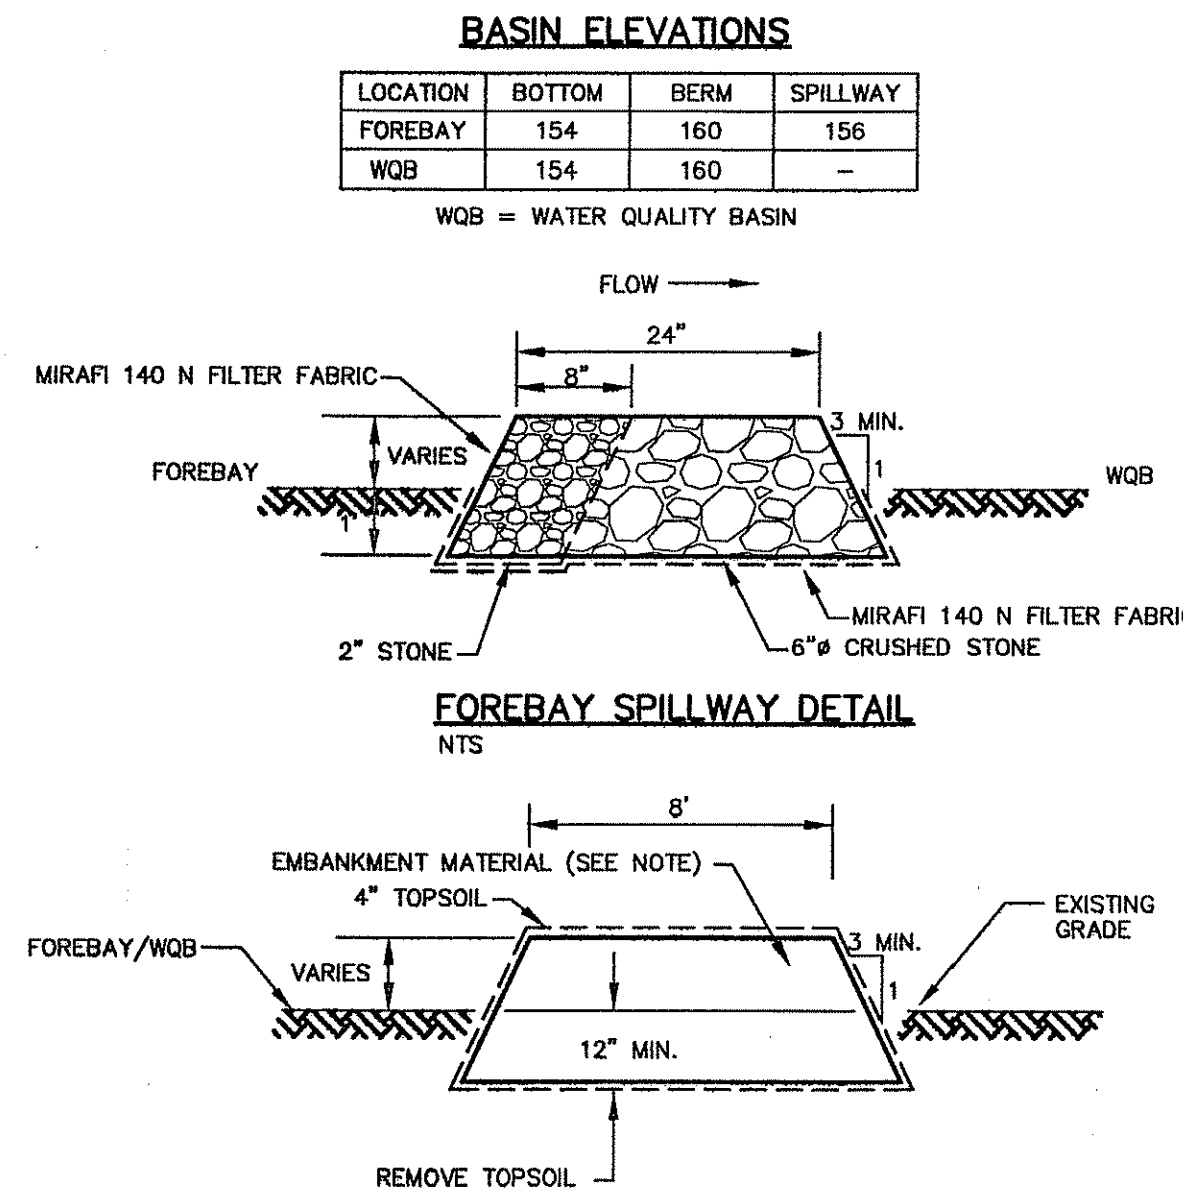 BASIN ELEVATIONS
LOCATION BOTTOM BERM SPILLWAY
FOREBAY 154 160 156
WQB 154 160 –
WQB = WATER QUALITY BASIN
FLOW
24"
MIRAFI 140 N FILTER FABRIC
8"
3 MIN.
VARIES
1
FOREBAY
WQB
1'
MIRAFI 140 N FILTER
2" STONE
6"ø CRUSHED STONE
FOREBAY SPILLWAY DETAIL
NTS
8'
EMBANKMENT MATERIAL (SEE NOTE)
4" TOPSOIL
EXISTING
GRADE
FOREBAY/WQB
3 MIN.
VARIES
1
12" MIN.
REMOVE TOPSOIL